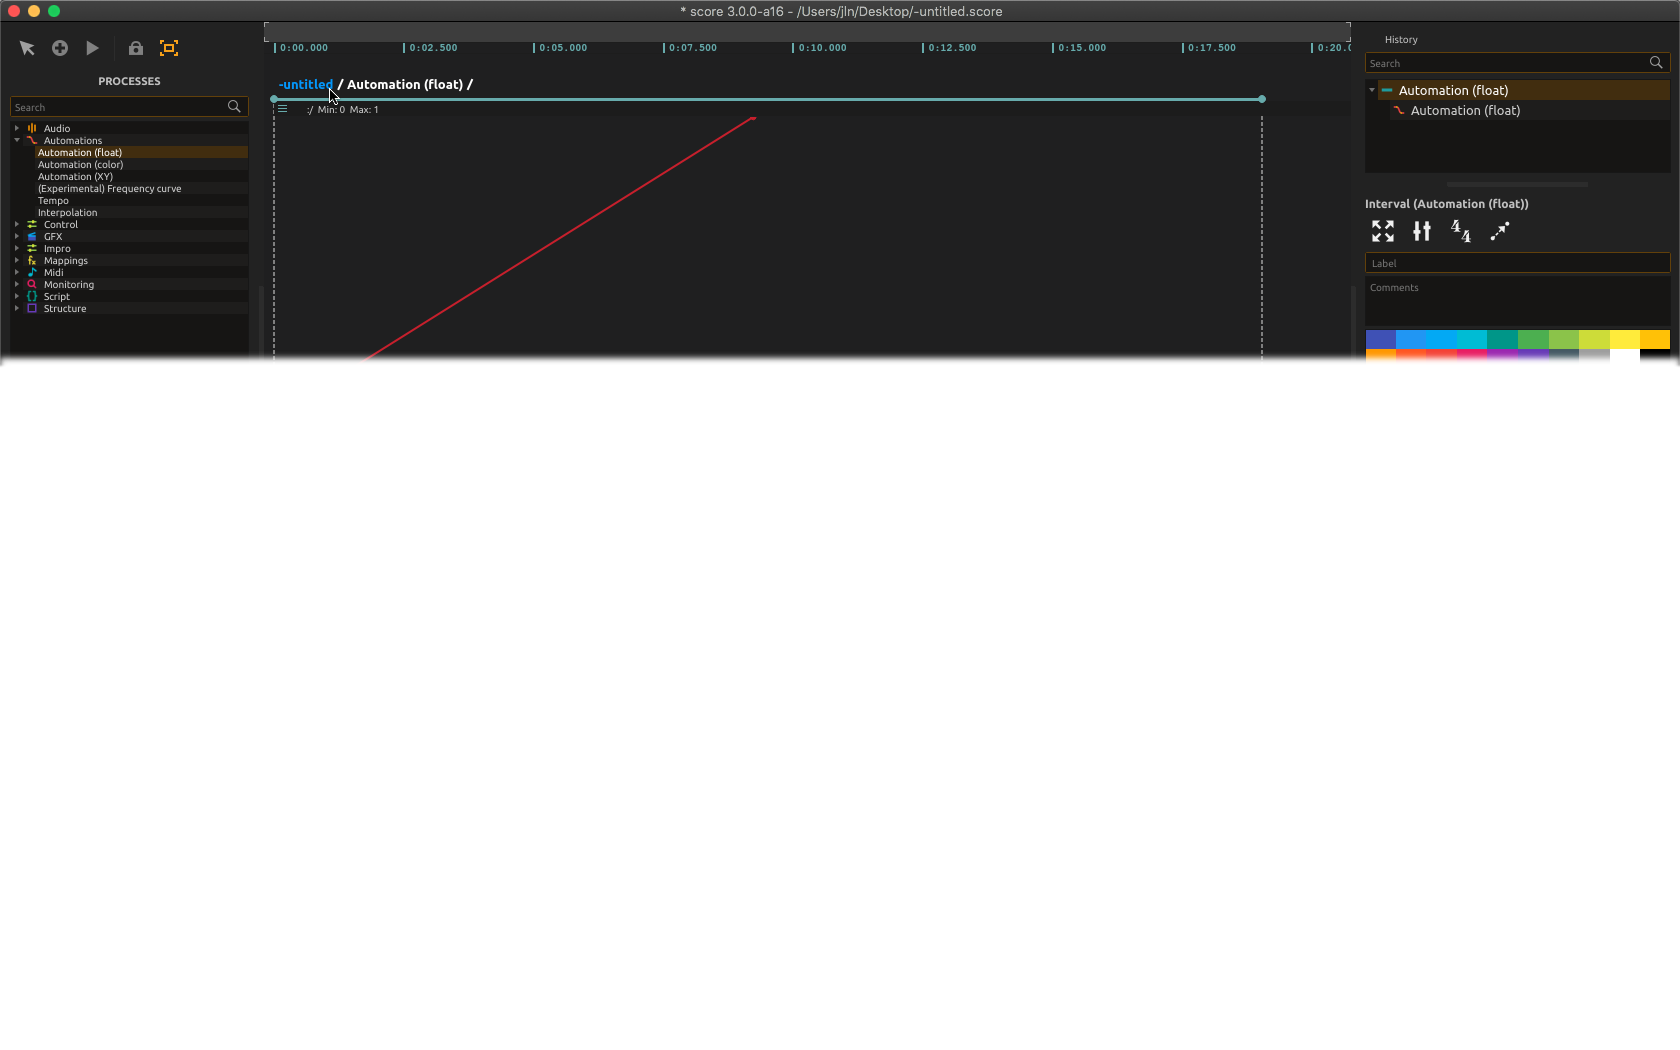 * score 3.0.0-a16 - /Users/jln/Desktop/-untitled.score
PROCESSES
Search
Audio
Automations
Automation (float)
Automation (color)
Automation (XY)
(Experimental) Frequency curve
Tempo
Interpolation
Control
GFX
Impro
Mappings
Midi
Monitoring
Script
Structure
0:00.000 0:02.500 0:05.000 0:07.500 0:10.000 0:12.500 0:15.000 0:17.500 0:20.0
-untitled / Automation (float) /
:/ Min: 0 Max: 1
History
Search
Automation (float)
Automation (float)
Interval (Automation (float))
4/4
Label
Comments